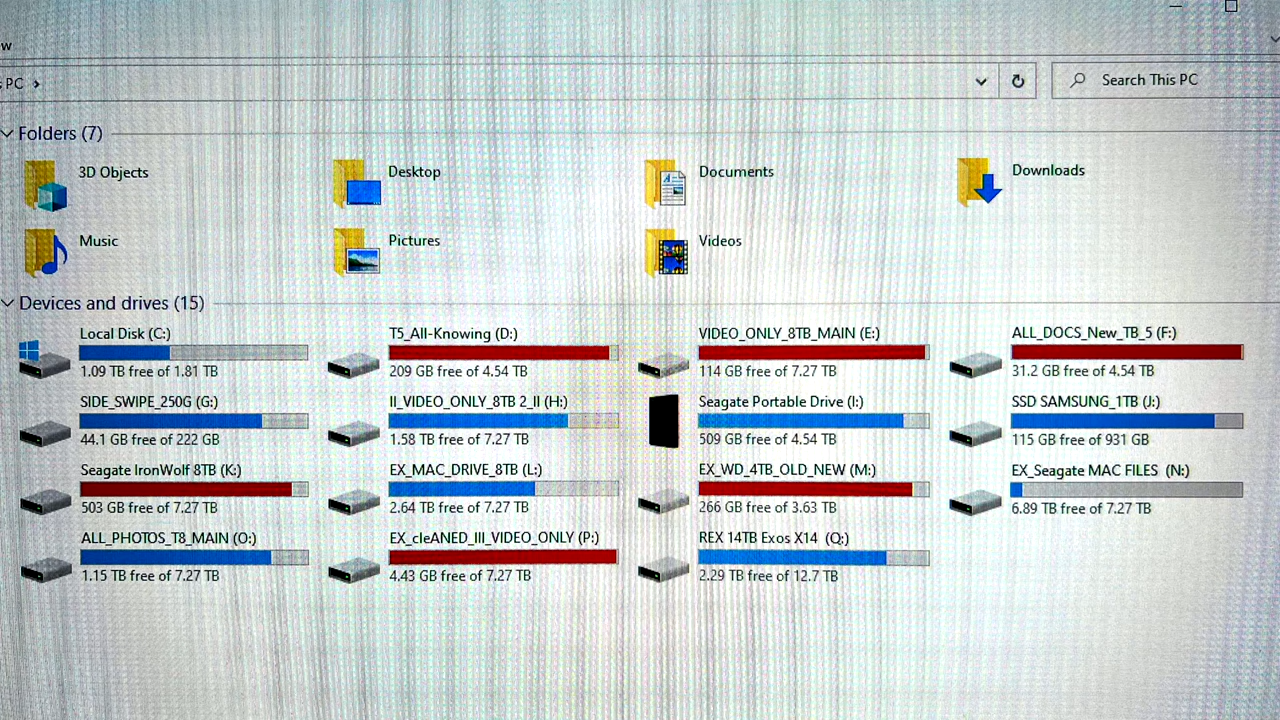 w
PC
Search This PC
Folders (7)
3D Objects
Desktop
Documents
Downloads
Music
Pictures
Videos
Devices and drives (15)
Local Disk (C:)
1.09 TB free of 1.81 TB
T5_All-Knowing (D:)
209 GB free of 4.54 TB
VIDEO_ONLY_8TB_MAIN (E:)
114 GB free of 7.27 TB
ALL_DOCS_New_TB_5 (F:)
31.2 GB free of 4.54 TB
SIDE_SWIPE_250G (G:)
44.1 GB free of 222 GB
II_VIDEO_ONLY_8TB 2_II (H:)
1.58 TB free of 7.27 TB
Seagate Portable Drive (I:)
509 GB free of 4.54 TB
SSD SAMSUNG_1TB (J:)
115 GB free of 931 GB
Seagate IronWolf 8TB (K:)
503 GB free of 7.27 TB
EX_MAC_DRIVE_8TB (L:)
2.64 TB free of 7.27 TB
EX_WD_4TB_OLD_NEW (M:)
266 GB free of 3.63 TB
EX_Seagate MAC FILES (N:)
6.89 TB free of 7.27 TB
ALL_PHOTOS_T8_MAIN (O:)
1.15 TB free of 7.27 TB
EX_cleANED_III_VIDEO_ONLY (P:)
4.43 GB free of 7.27 TB
REX 14TB Exos X14 (Q:)
2.29 TB free of 12.7 TB